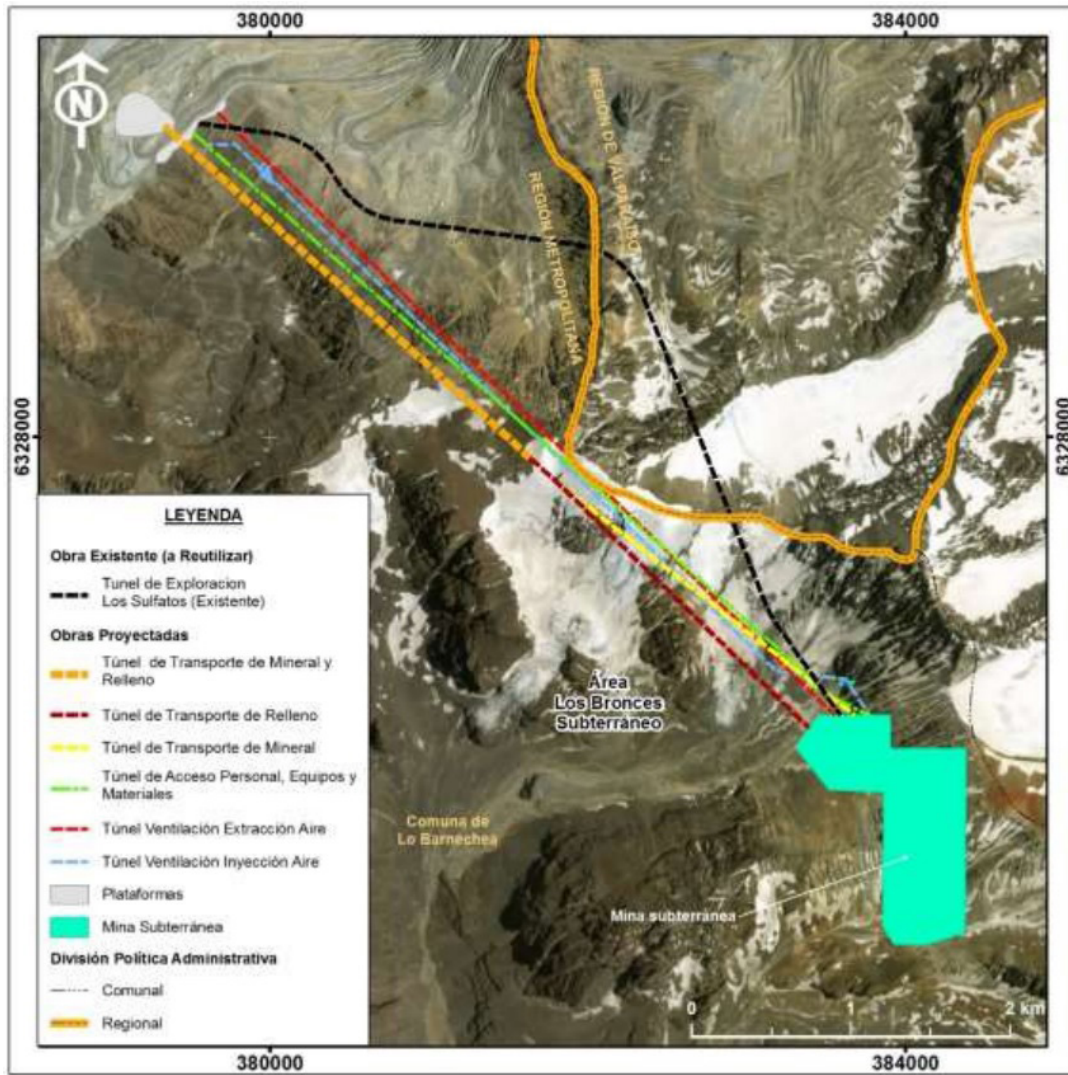 380000
384000
N
REGIÓN DE VALPARAÍSO
REGIÓN METROPOLITANA
6328000
6328000
LEYENDA
Obra Existente (a Reutilizar)
Tunel de Exploracion
Los Sulfatos (Existente)
Obras Proyectadas
Túnel de Transporte de Mineral y
Relleno
Túnel de Transporte de Relleno
Túnel de Transporte de Mineral
Túnel de Acceso Personal, Equipos y
Materiales
Túnel Ventilación Extracción Aire
Túnel Ventilación Inyección Aire
Plataformas
Mina Subterránea
División Política Administrativa
Comunal
Regional
Área
Los Bronces
Subterráneo
Comuna de
Lo Barnechea
Mina subterránea
0 1 2 km
380000
384000